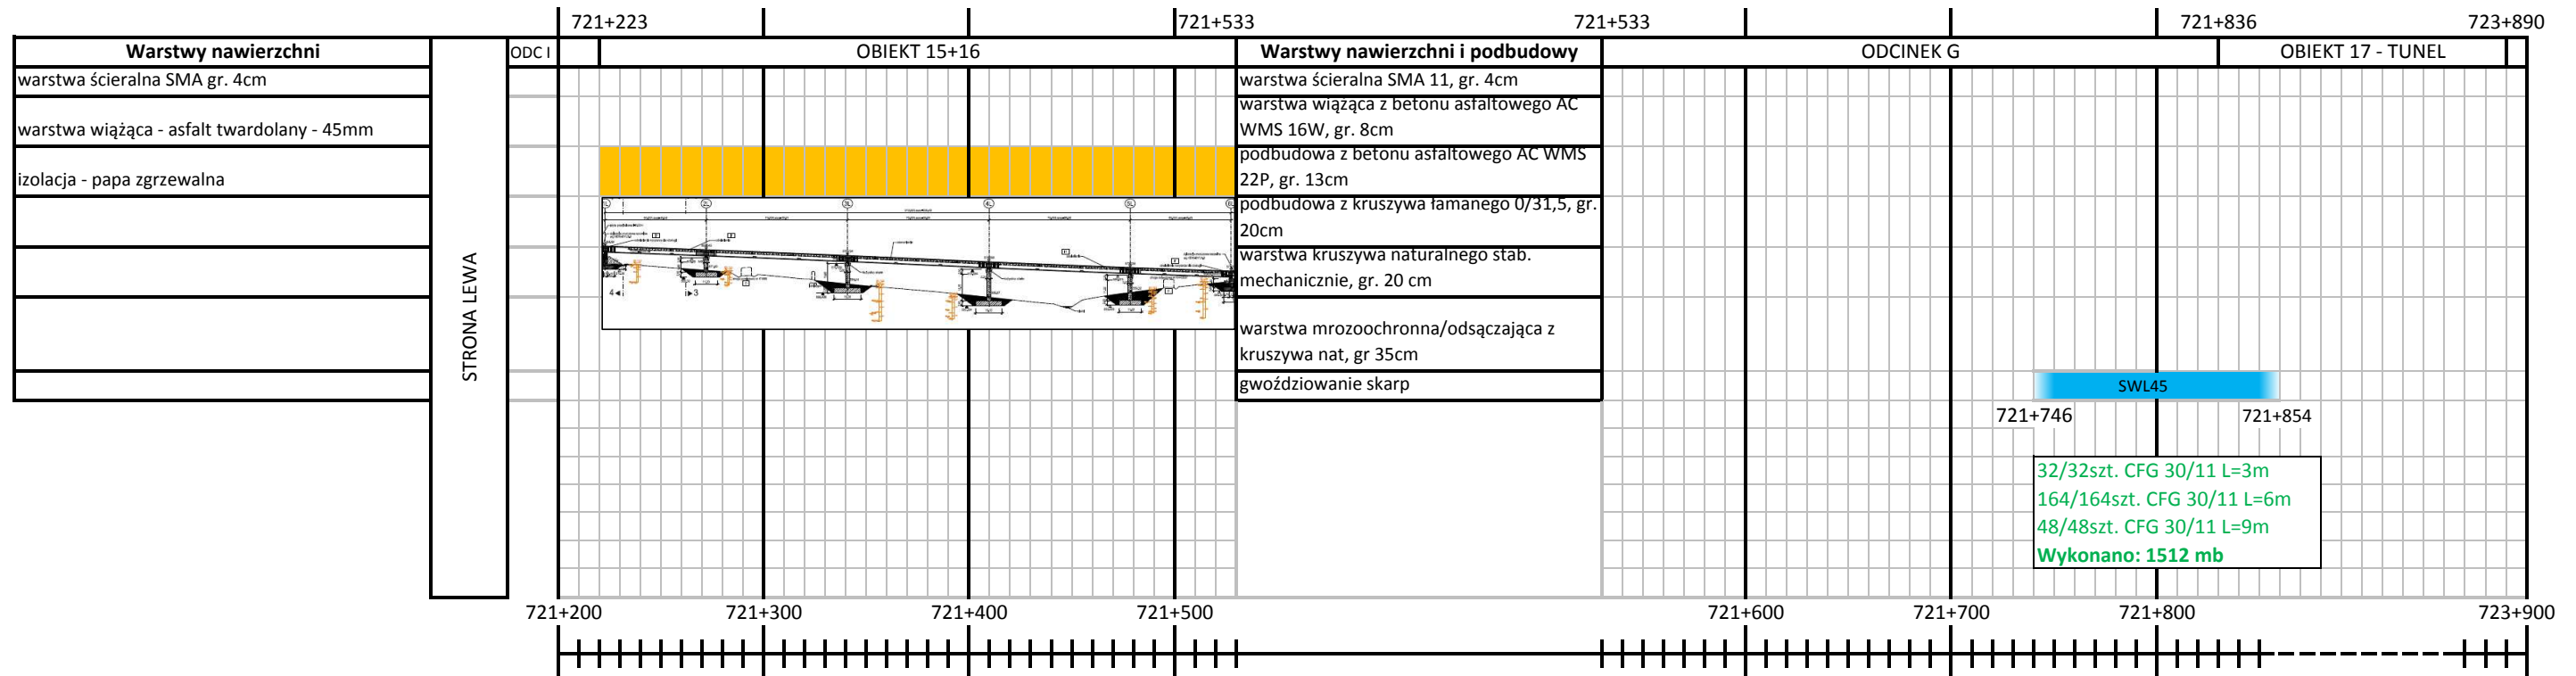 721+223 721+533 721+533 721+836 723+890
Warstwy nawierzchni ODC I OBIEKT 15+16 Warstwy nawierzchni i podbudowy ODCINEK G OBIEKT 17 - TUNEL
warstwa ścieralna SMA gr. 4cm
warstwa wiążąca - asfalt twardolany - 45mm
izolacja - papa zgrzewalna
STRONA LEWA
warstwa ścieralna SMA 11, gr. 4cm
warstwa wiążąca z betonu asfaltowego AC
WMS 16W, gr. 8cm
podbudowa z betonu asfaltowego AC WMS
22P, gr. 13cm
podbudowa z kruszywa łamanego 0/31,5, gr.
20cm
warstwa kruszywa naturalnego stab.
mechanicznie, gr. 20 cm
warstwa mrozoochronna/odsączająca z
kruszywa nat, gr 35cm
gwoździowanie skarp
SWL45
721+746 721+854
32/32szt. CFG 30/11 L=3m
164/164szt. CFG 30/11 L=6m
48/48szt. CFG 30/11 L=9m
Wykonano: 1512 mb
721+200 721+300 721+400 721+500 721+600 721+700 721+800 723+900